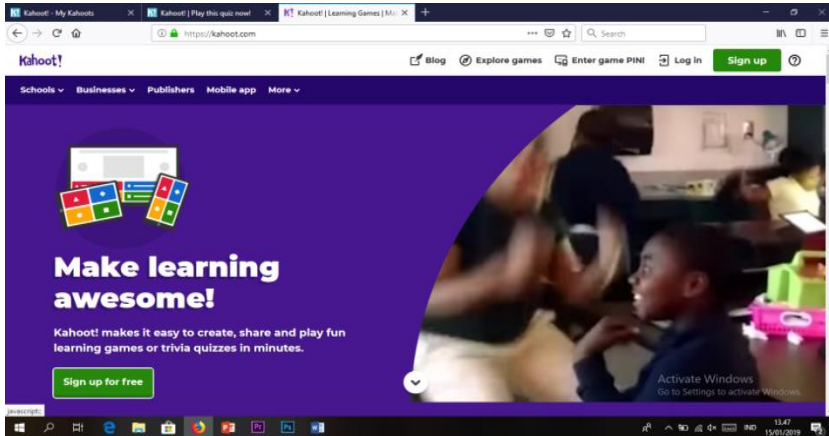 Kahoot! - My Kahoots
Kahoot! | Play this quiz now!
Kahoot! | Learning Games | Ma
https://kahoot.com
Search
Kahoot!
Blog
Explore games
Enter game PIN!
Log in
Sign up
Schools
Businesses
Publishers
Mobile app
More
Make learning
awesome!
Kahoot! makes it easy to create, share and play fun
learning games or trivia quizzes in minutes.
Sign up for free
Activate Windows
Go to Settings to activate Windows.
javascript:
IND
13.47
15/01/2019